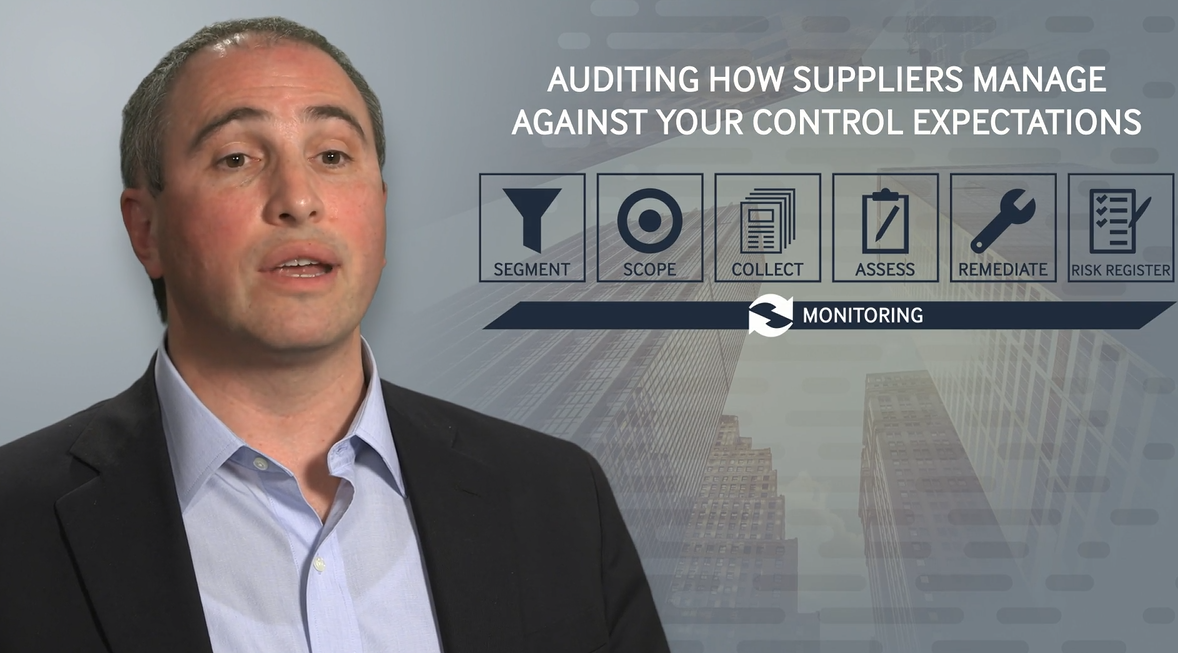 AUDITING HOW SUPPLIERS MANAGE
AGAINST YOUR CONTROL EXPECTATIONS
SEGMENT
SCOPE
COLLECT
ASSESS
REMEDIATE
RISK REGISTER
MONITORING